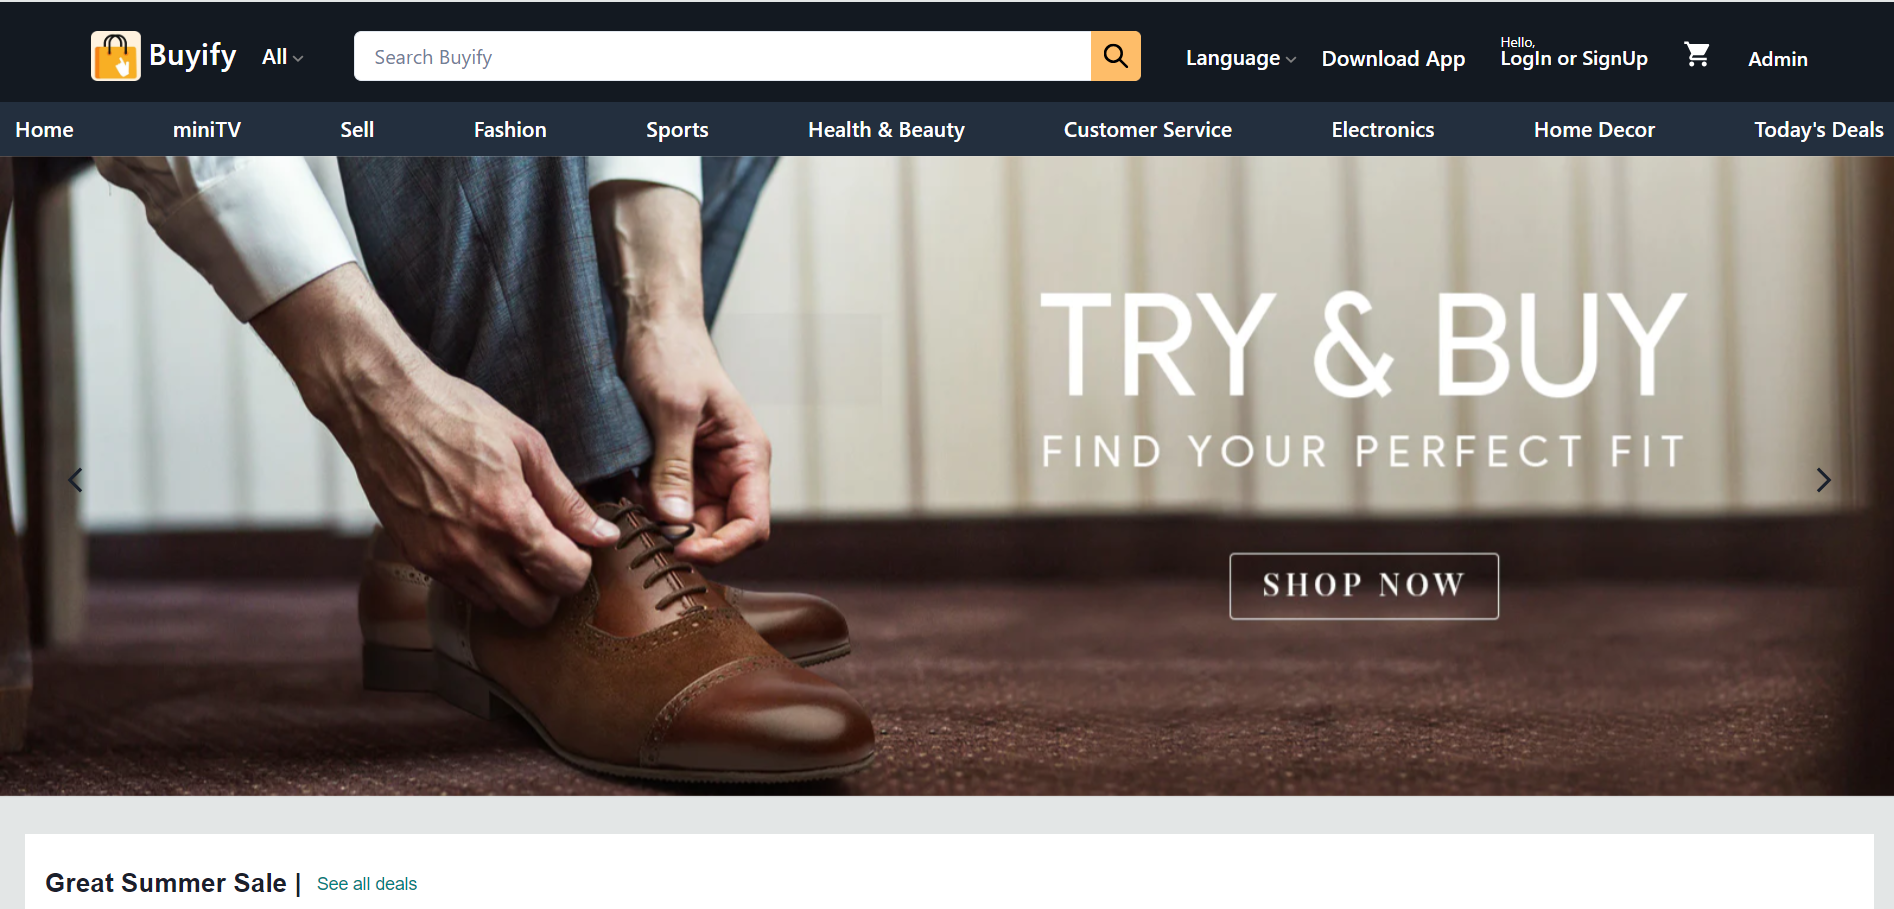 Buyify
All
Search Buyify
Language
Download App
Hello,
LogIn or SignUp
Admin
Home
miniTV
Sell
Fashion
Sports
Health & Beauty
Customer Service
Electronics
Home Decor
Today's Deals
TRY & BUY
FIND YOUR PERFECT FIT
SHOP NOW
Great Summer Sale | See all deals